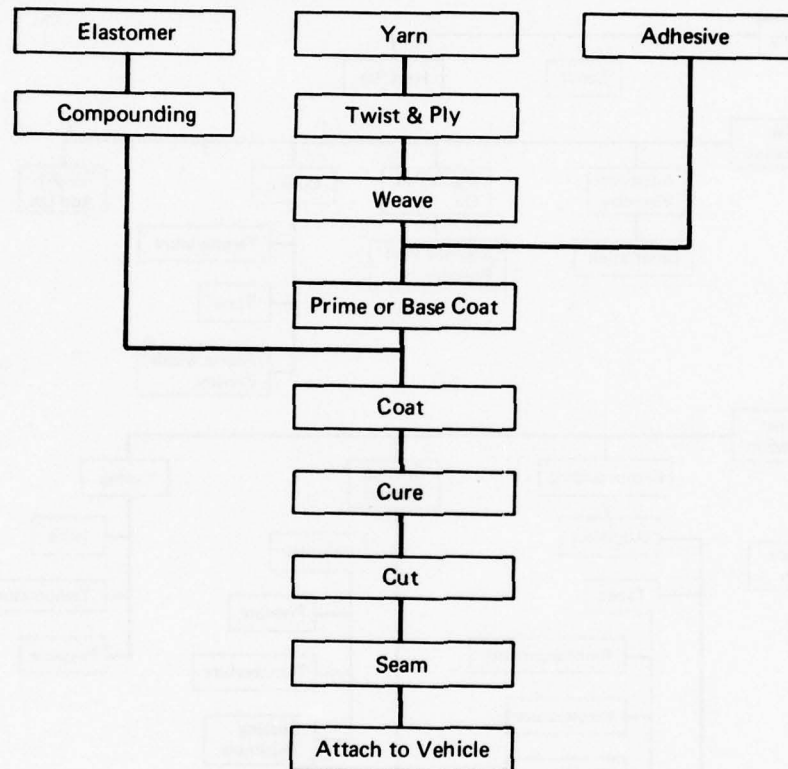 Elastomer
Yarn
Adhesive
Compounding
Twist & Ply
Weave
Prime or Base Coat
Coat
Cure
Cut
Seam
Attach to Vehicle